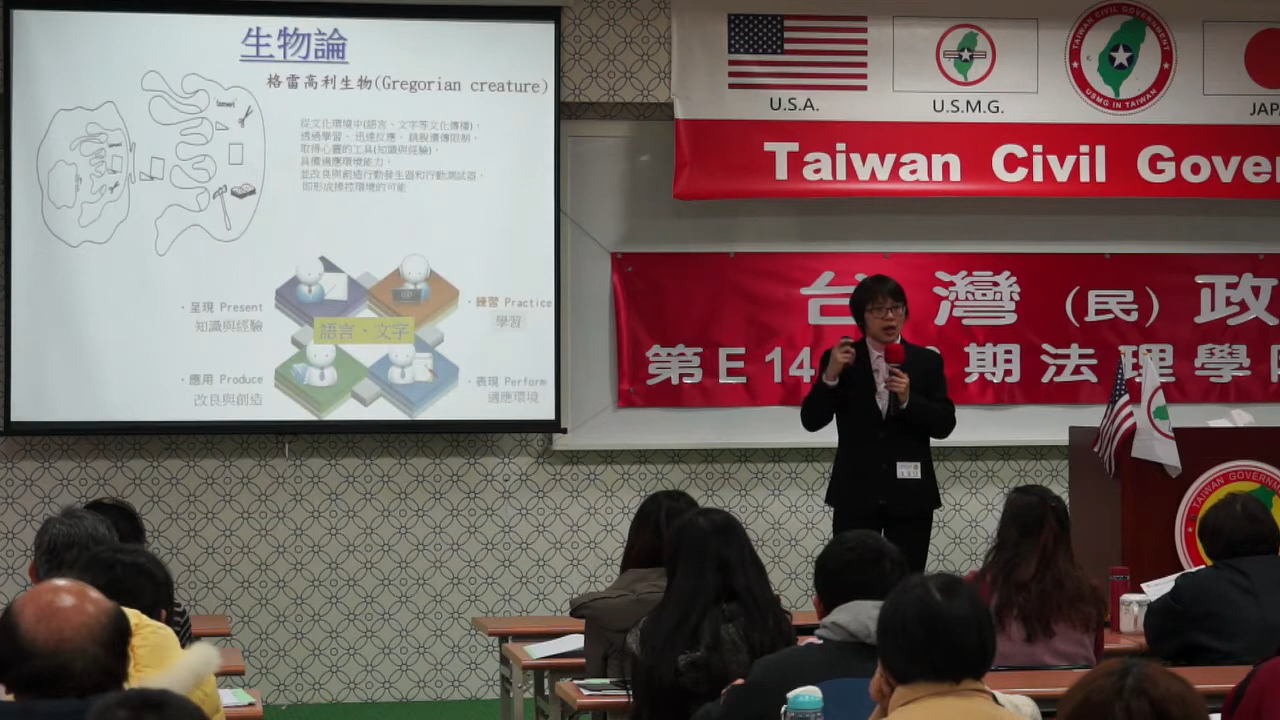 生物論
格雷高利生物(Gregorian creature)
從文化環境中(語言、文字等文化傳播)，
透過學習、迅速反應、跳脫遺傳限制，
取得心靈的工具(知識與經驗)，
具備適應環境能力，
並改良與創造行動發生器和行動測試器，
即形成操控環境的可能
・呈現 Present
知識與經驗
・練習 Practice
學習
語言、文字
・應用 Produce
改良與創造
・表現 Perform
適應環境
U.S.A.
U.S.M.G.
TAIWAN CIVIL GOVERNMENT
USMG IN TAIWAN
JAPA
Taiwan Civil Gover
台灣(民)政
第E14 期法理學
TAIWAN GOVERNM